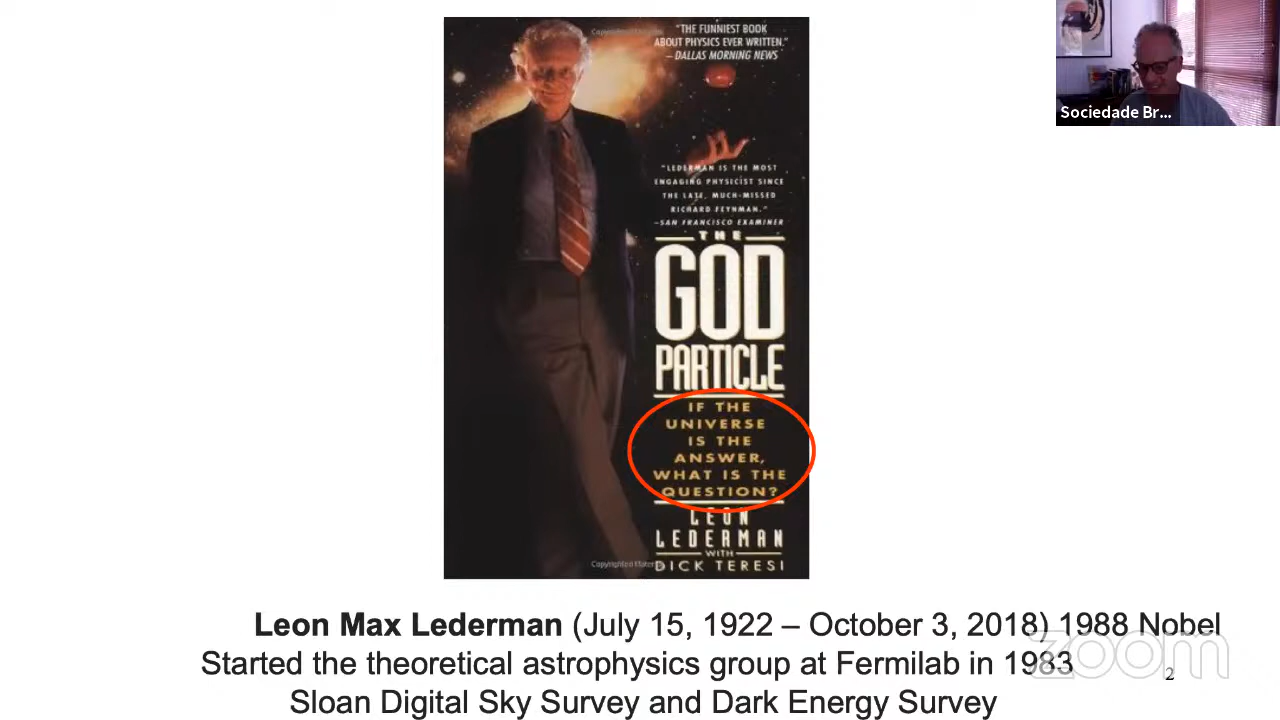 Copyrighted Material
"THE FUNNIEST BOOK
ABOUT PHYSICS EVER WRITTEN."
– DALLAS MORNING NEWS
Sociedade Br...
"LEDERMAN IS THE MOST
ENGAGING PHYSICIST SINCE
THE LATE, MUCH-MISSED
RICHARD FEYNMAN."
–SAN FRANCISCO EXAMINER
THE
GOD
PARTICLE
IF THE
UNIVERSE
IS THE
ANSWER,
WHAT IS THE
QUESTION?
LEON
LEDERMAN
WITH
DICK TERESI
Copyrighted Material
Leon Max Lederman (July 15, 1922 – October 3, 2018) 1988 Nobel
Started the theoretical astrophysics group at Fermilab in 1983
Sloan Digital Sky Survey and Dark Energy Survey
zoom
2